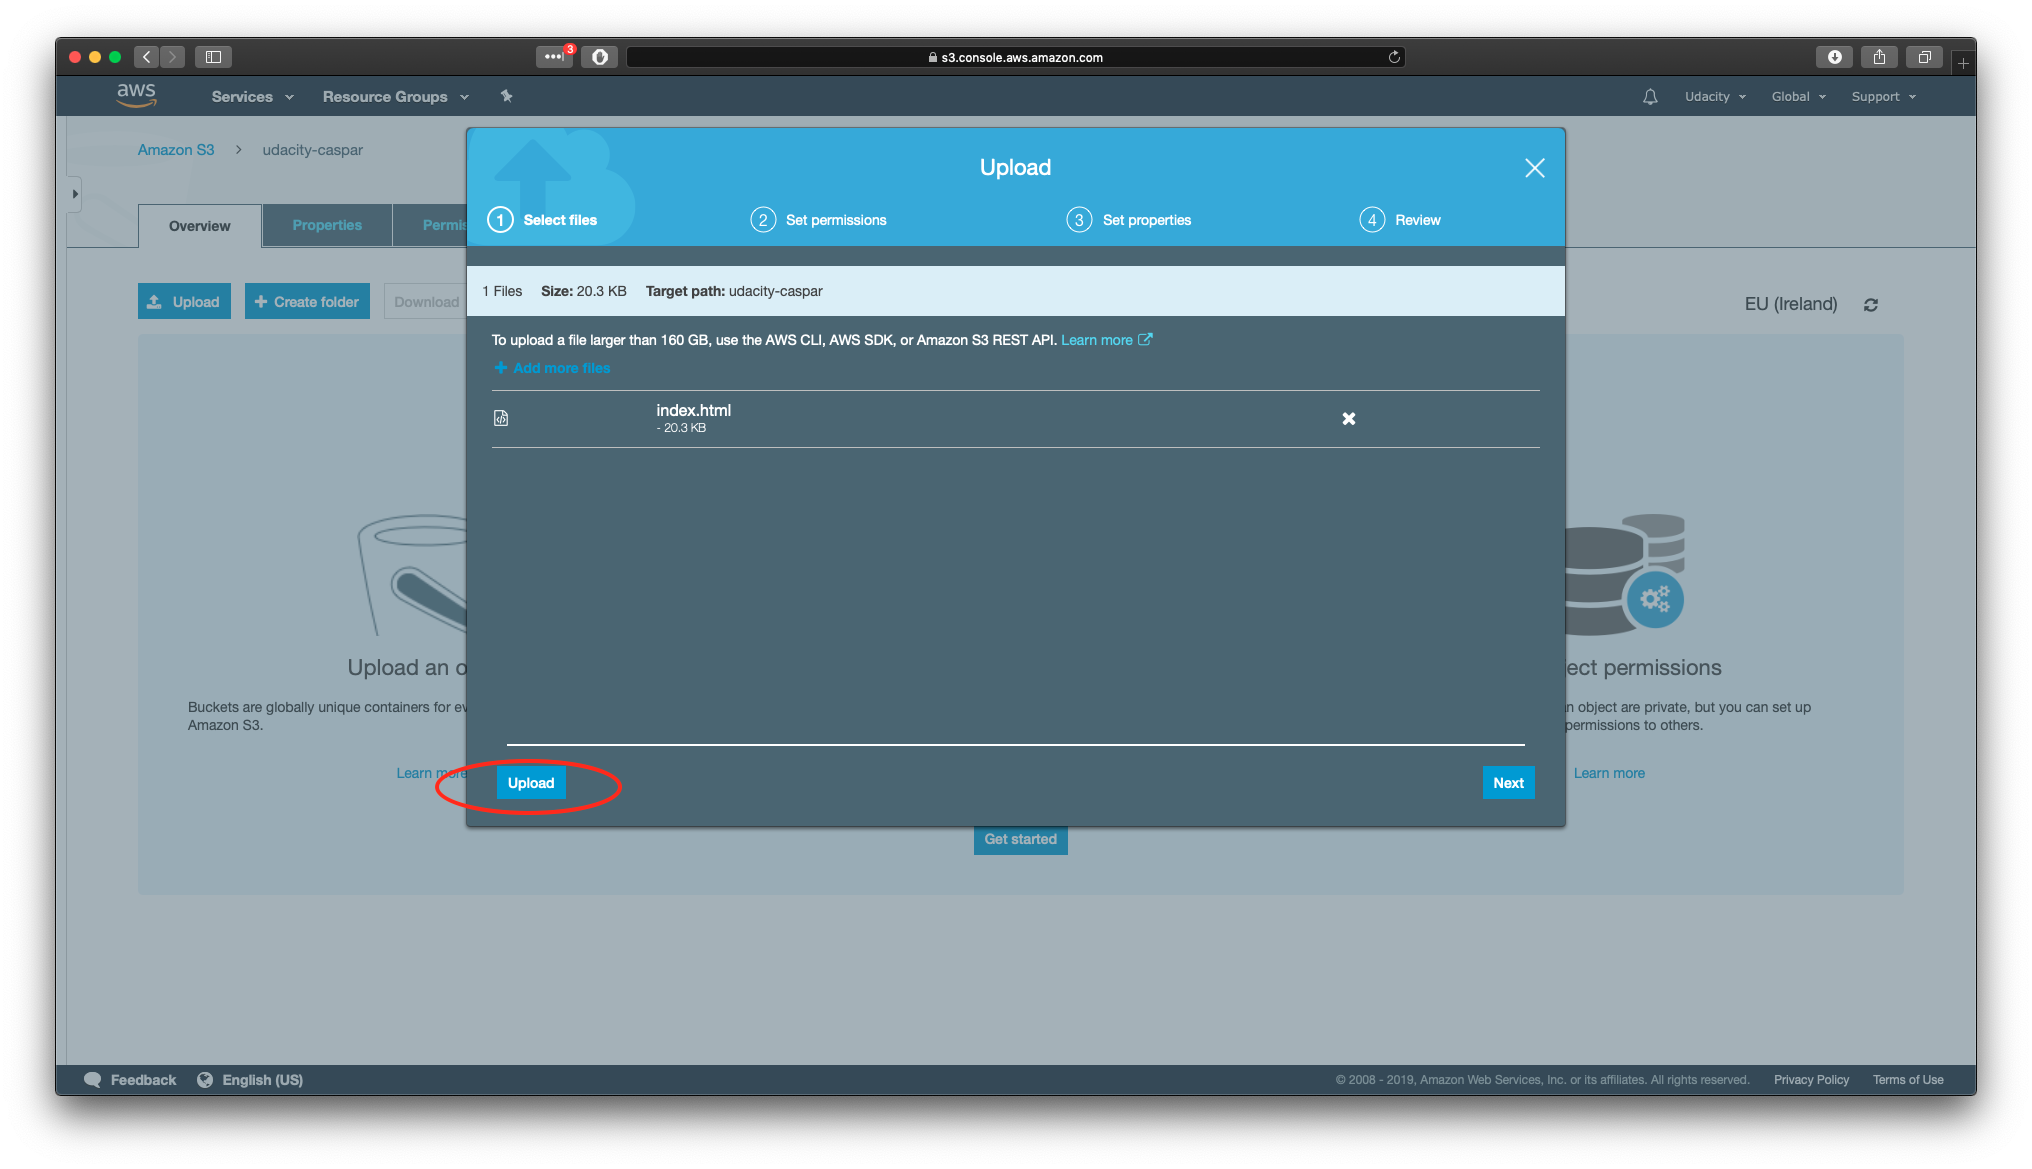 3
s3.console.aws.amazon.com
aws
Services
Resource Groups
Udacity
Global
Support
Amazon S3
udacity-caspar
Overview
Properties
Permis
Upload
Create folder
Download
EU (Ireland)
Upload
1 Select files
2 Set permissions
3 Set properties
4 Review
1 Files Size: 20.3 KB Target path: udacity-caspar
To upload a file larger than 160 GB, use the AWS CLI, AWS SDK, or Amazon S3 REST API. Learn more
Add more files
index.html
- 20.3 KB
Upload
Next
Upload an o
Buckets are globally unique containers for ev
Amazon S3.
Learn more
ject permissions
n object are private, but you can set up
permissions to others.
Learn more
Get started
Feedback
English (US)
© 2008 - 2019, Amazon Web Services, Inc. or its affiliates. All rights reserved.
Privacy Policy
Terms of Use